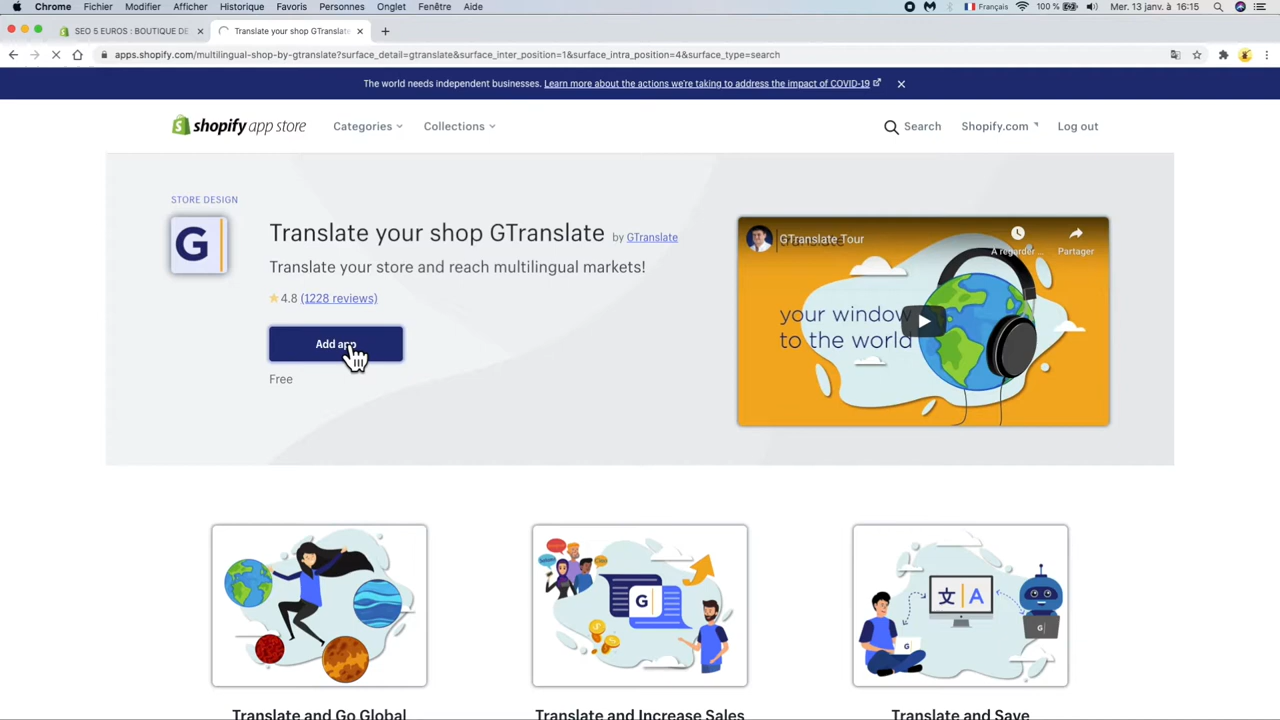 Chrome Fichier Modifier Afficher Historique Favoris Personnes Onglet Fenêtre Aide Français 100 % Mer. 13 janv. à 16:15
SEO 5 EUROS : BOUTIQUE DE × Translate your shop GTranslate × +
apps.shopify.com/multilingual-shop-by-gtranslate?surface_detail=gtranslate&surface_inter_position=1&surface_intra_position=4&surface_type=search
The world needs independent businesses. Learn more about the actions we're taking to address the impact of COVID-19
shopify app store Categories Collections Search Shopify.com Log out
STORE DESIGN
G
Translate your shop GTranslate by GTranslate
Translate your store and reach multilingual markets!
4.8 (1228 reviews)
Add app
Free
GTranslate Tour
À regarder ... Partager
your window
to the world
G
文 A
G
G
Translate and Go Global
Translate and Increase Sales
Translate and Save